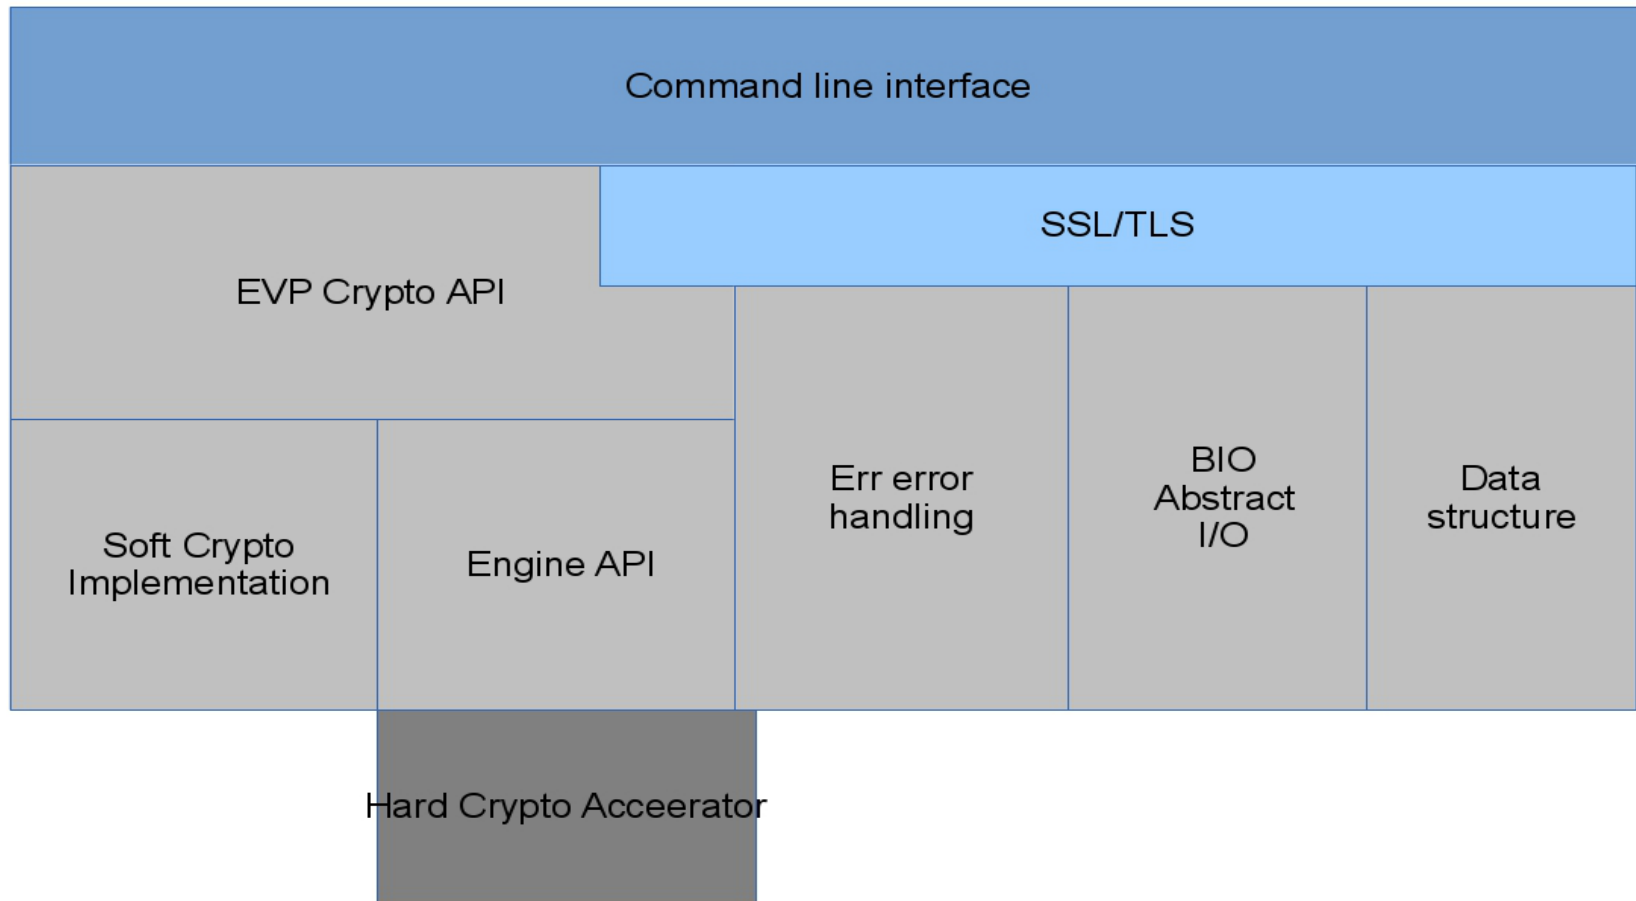 Command line interface
SSL/TLS
EVP Crypto API
Soft Crypto
Implementation
Engine API
Err error
handling
BIO
Abstract
I/O
Data
structure
Hard Crypto Acceerator